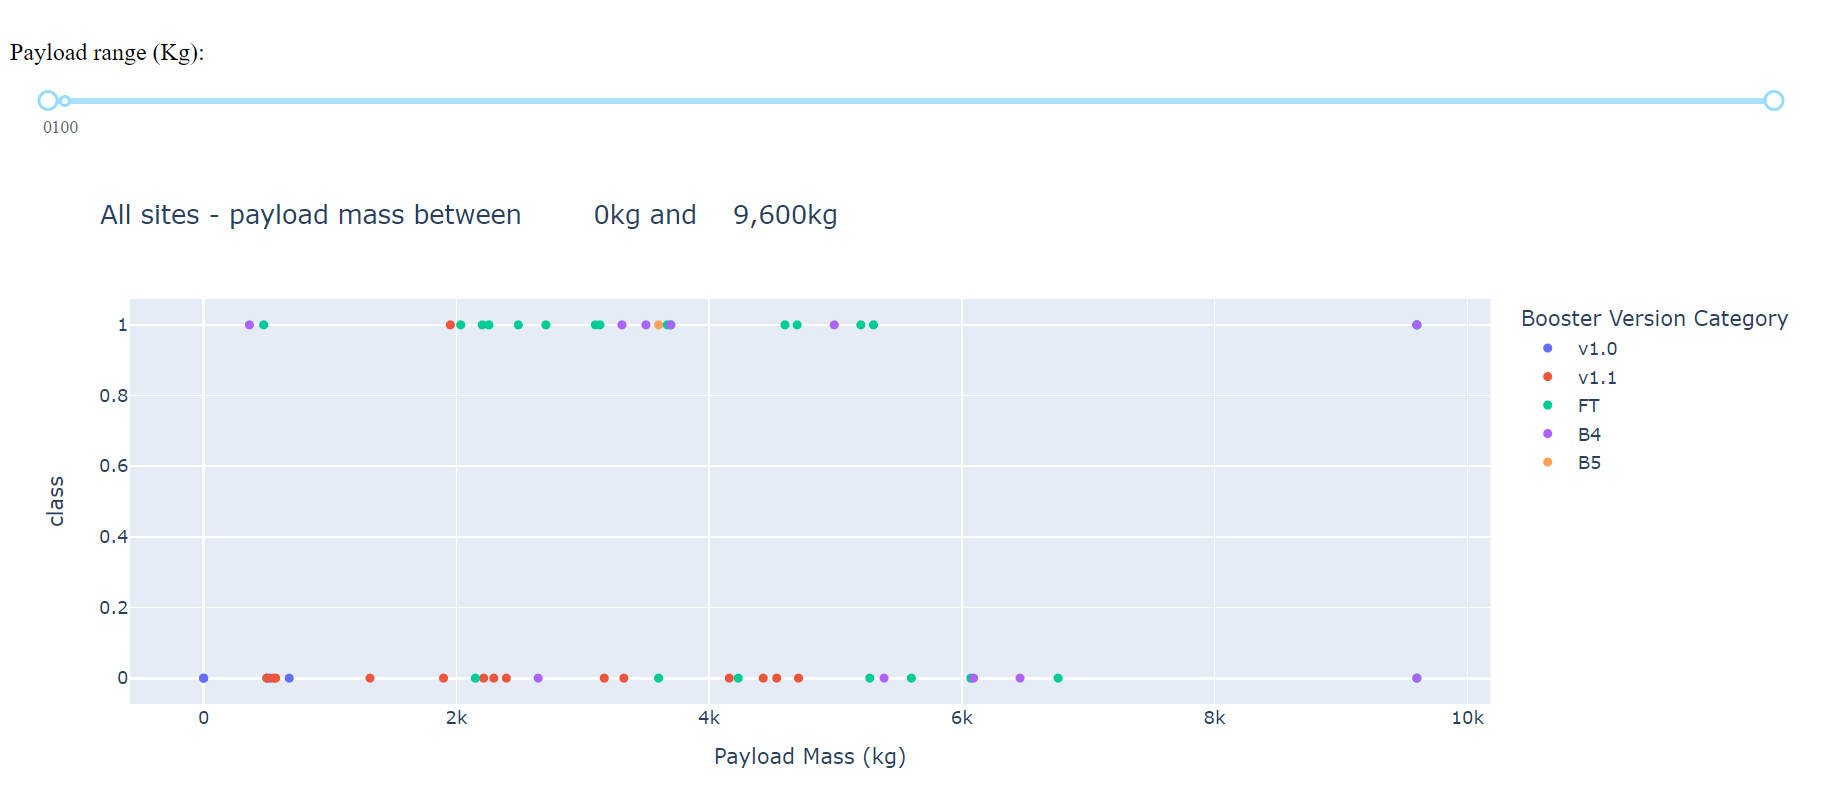 Payload range (Kg):
0100
All sites - payload mass between 0kg and 9,600kg
Booster Version Category
v1.0
v1.1
FT
B4
B5
class
1
0.8
0.6
0.4
0.2
0
0 2k 4k 6k 8k 10k
Payload Mass (kg)